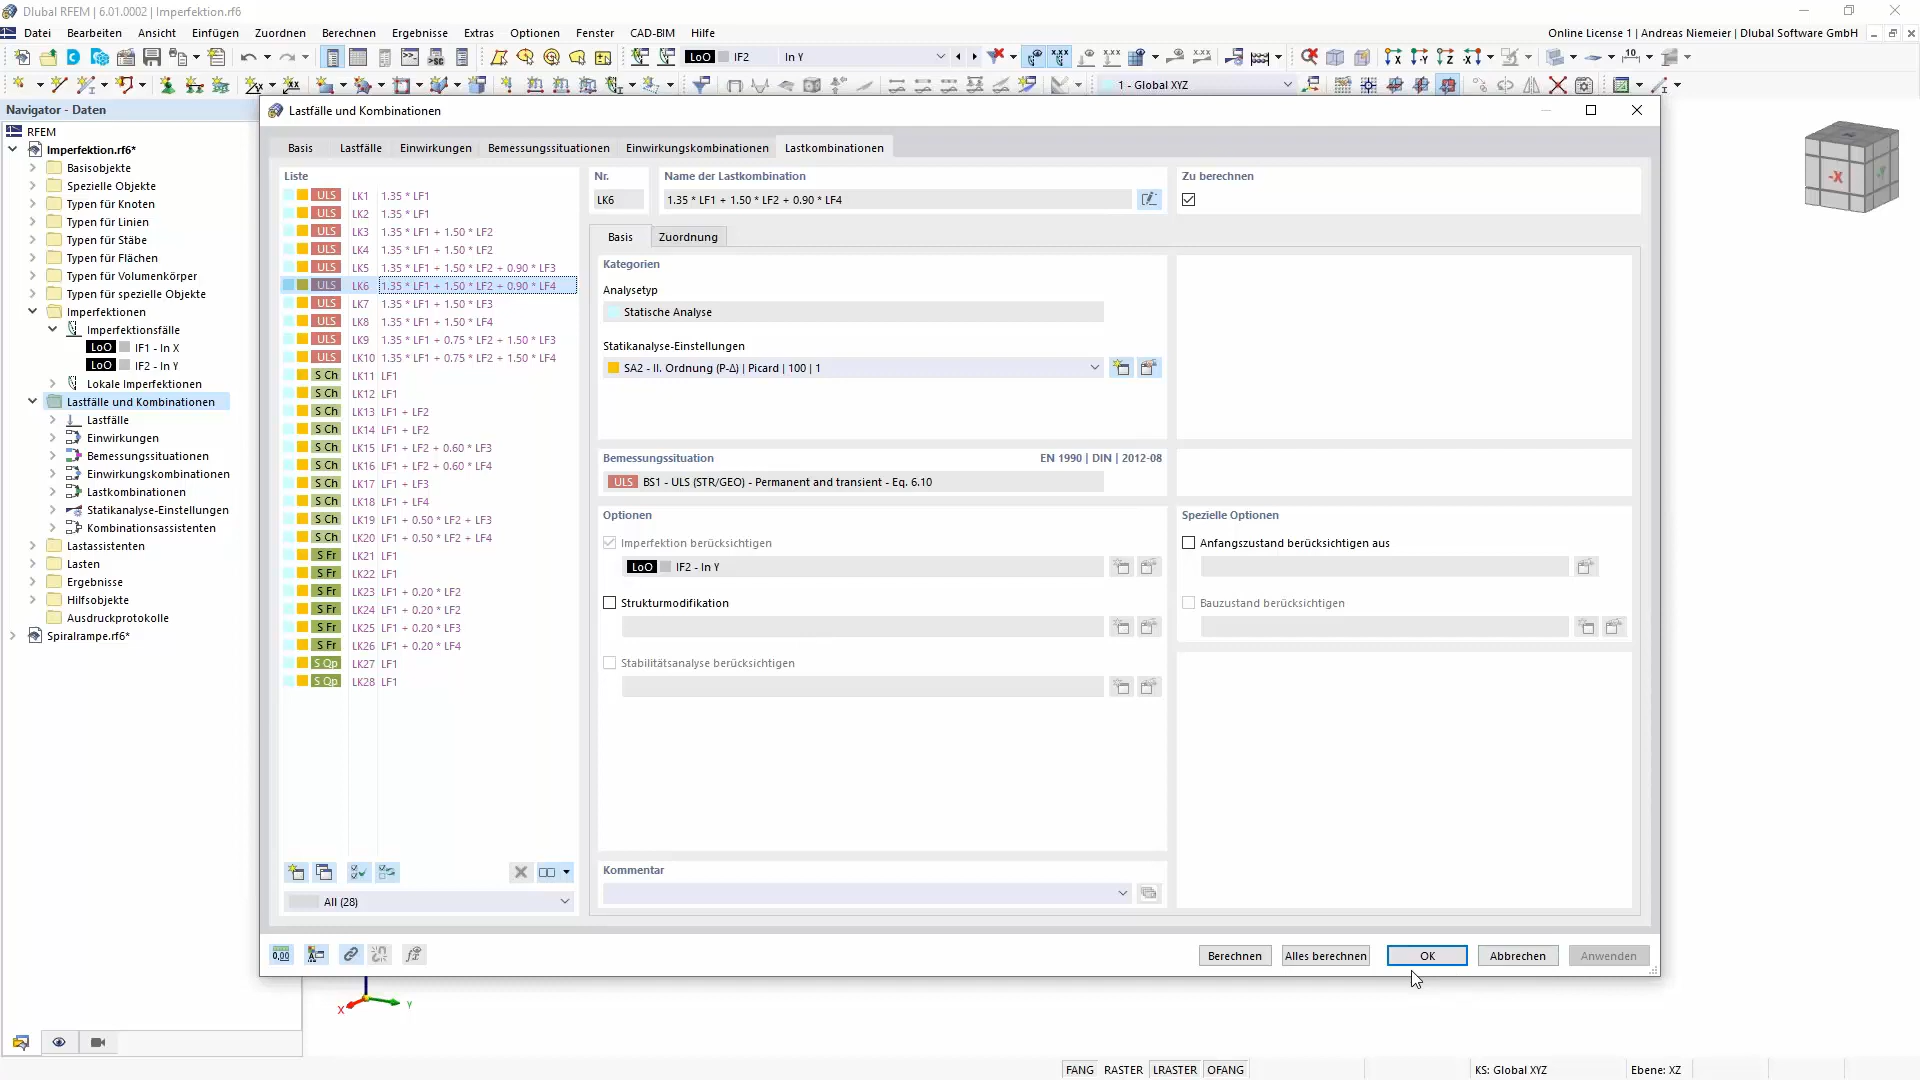 Dlubal RFEM | 6.01.0002 | Imperfektion.rf6*
Datei Bearbeiten Ansicht Einfügen Zuordnen Berechnen Ergebnisse Extras Optionen Fenster CAD-BIM Hilfe
Online License 1 | Andreas Niemeier | Dlubal Software GmbH
LoO IF2 In Y
1 - Global XYZ
Navigator - Daten
RFEM
Imperfektion.rf6*
Basisobjekte
Spezielle Objekte
Typen für Knoten
Typen für Linien
Typen für Stäbe
Typen für Flächen
Typen für Volumenkörper
Typen für spezielle Objekte
Imperfektionen
Imperfektionsfälle
LoO IF1 - In X
LoO IF2 - In Y
Lokale Imperfektionen
Lastfälle und Kombinationen
Lastfälle
Einwirkungen
Bemessungssituationen
Einwirkungskombinationen
Lastkombinationen
Statikanalyse-Einstellungen
Kombinationsassistenten
Lastassistenten
Lasten
Ergebnisse
Hilfsobjekte
Ausdruckprotokolle
Spiralrampe.rf6*
Lastfälle und Kombinationen
Basis Lastfälle Einwirkungen Bemessungssituationen Einwirkungskombinationen Lastkombinationen
Liste
ULS LK1 1.35 * LF1
ULS LK2 1.35 * LF1
ULS LK3 1.35 * LF1 + 1.50 * LF2
ULS LK4 1.35 * LF1 + 1.50 * LF2
ULS LK5 1.35 * LF1 + 1.50 * LF2 + 0.90 * LF3
ULS LK6 1.35 * LF1 + 1.50 * LF2 + 0.90 * LF4
ULS LK7 1.35 * LF1 + 1.50 * LF3
ULS LK8 1.35 * LF1 + 1.50 * LF4
ULS LK9 1.35 * LF1 + 0.75 * LF2 + 1.50 * LF3
ULS LK10 1.35 * LF1 + 0.75 * LF2 + 1.50 * LF4
S Ch LK11 LF1
S Ch LK12 LF1
S Ch LK13 LF1 + LF2
S Ch LK14 LF1 + LF2
S Ch LK15 LF1 + LF2 + 0.60 * LF3
S Ch LK16 LF1 + LF2 + 0.60 * LF4
S Ch LK17 LF1 + LF3
S Ch LK18 LF1 + LF4
S Ch LK19 LF1 + 0.50 * LF2 + LF3
S Ch LK20 LF1 + 0.50 * LF2 + LF4
S Fr LK21 LF1
S Fr LK22 LF1
S Fr LK23 LF1 + 0.20 * LF2
S Fr LK24 LF1 + 0.20 * LF2
S Fr LK25 LF1 + 0.20 * LF3
S Fr LK26 LF1 + 0.20 * LF4
S Qp LK27 LF1
S Qp LK28 LF1
All (28)
Nr.
LK6
Name der Lastkombination
1.35 * LF1 + 1.50 * LF2 + 0.90 * LF4
Zu berechnen
Basis Zuordnung
Kategorien
Analysetyp
Statische Analyse
Statikanalyse-Einstellungen
SA2 - II. Ordnung (P-Δ) | Picard | 100 | 1
Bemessungssituation EN 1990 | DIN | 2012-08
ULS BS1 - ULS (STR/GEO) - Permanent and transient - Eq. 6.10
Optionen
Imperfektion berücksichtigen
LoO IF2 - In Y
Strukturmodifikation
Stabilitätsanalyse berücksichtigen
Spezielle Optionen
Anfangszustand berücksichtigen aus
Bauzustand berücksichtigen
Kommentar
Berechnen Alles berechnen OK Abbrechen Anwenden
-X
X Y
FANG RASTER LRASTER OFANG KS: Global XYZ Ebene: XZ